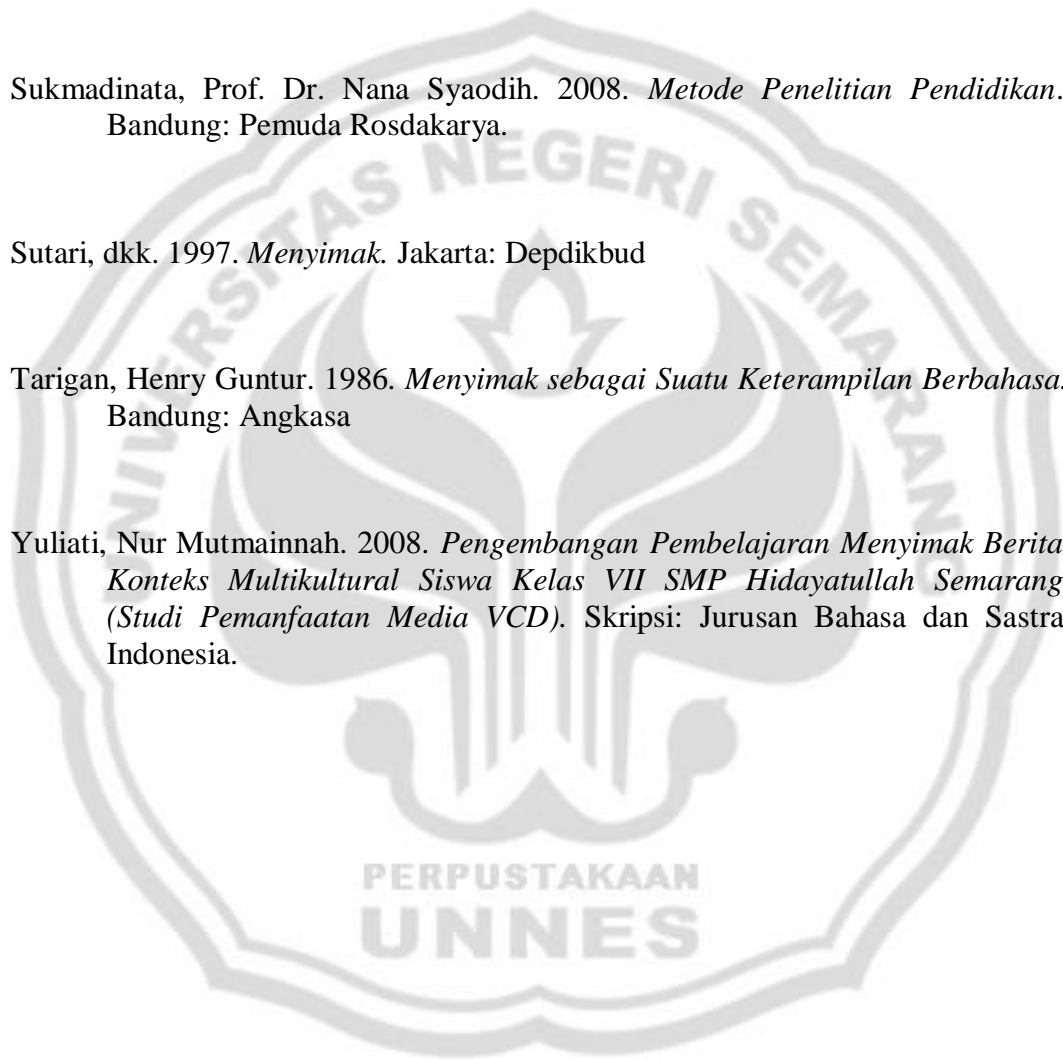 Sukmadinata, Prof. Dr. Nana Syaodih. 2008. Metode Penelitian Pendidikan.
Bandung: Pemuda Rosdakarya.
Sutari, dkk. 1997. Menyimak. Jakarta: Depdikbud
Tarigan, Henry Guntur. 1986. Menyimak sebagai Suatu Keterampilan Berbahasa.
Bandung: Angkasa
Yuliati, Nur Mutmainnah. 2008. Pengembangan Pembelajaran Menyimak Berita
Konteks Multikultural Siswa Kelas VII SMP Hidayatullah Semarang
(Studi Pemanfaatan Media VCD). Skripsi: Jurusan Bahasa dan Sastra
Indonesia.
UNIVERSITAS NEGERI SEMARANG
PERPUSTAKAAN
UNNES